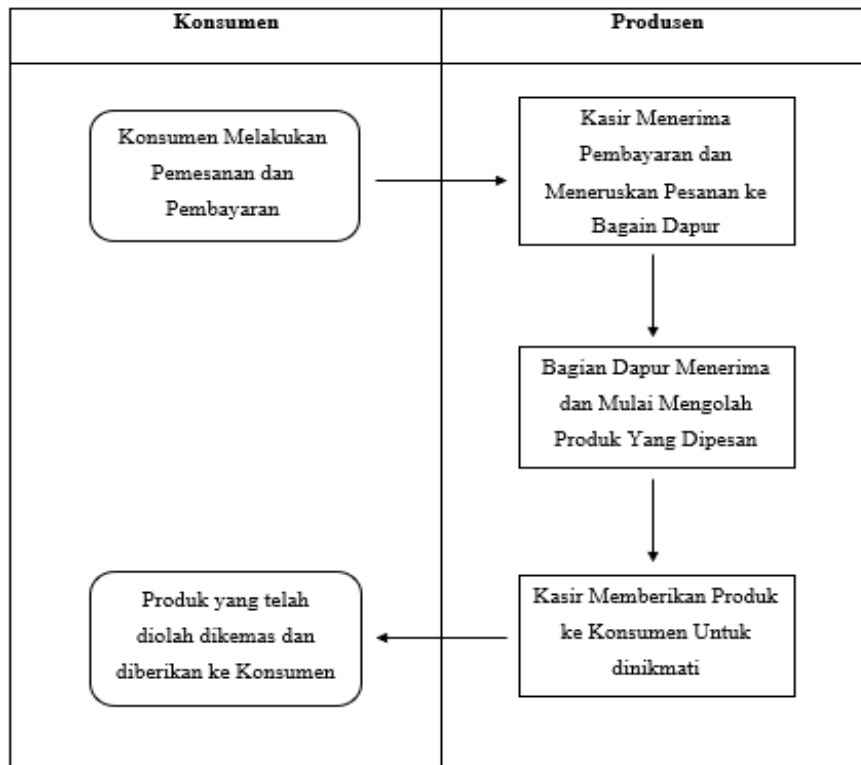 Konsumen
Produsen
Konsumen Melakukan
Pemesanan dan
Pembayaran
Kasir Menerima
Pembayaran dan
Meneruskan Pesanan ke
Bagain Dapur
Bagian Dapur Menerima
dan Mulai Mengolah
Produk Yang Dipesan
Kasir Memberikan Produk
ke Konsumen Untuk
dinikmati
Produk yang telah
diolah dikemas dan
diberikan ke Konsumen